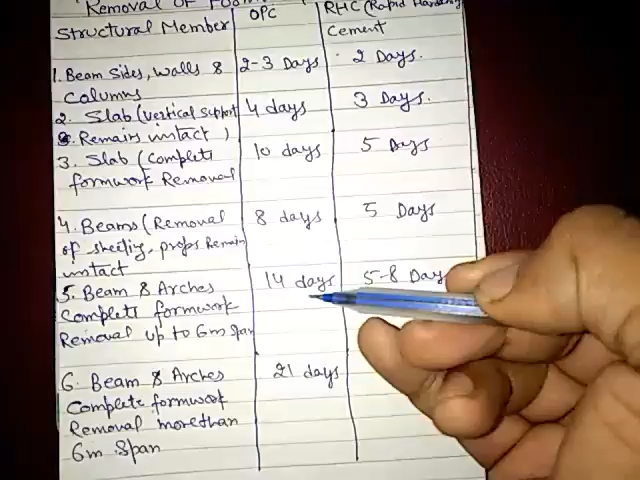 Removal of Form
Structural Member OPC RHC (Rapid Hardening
Cement
1. Beam Sides, Walls & 2-3 Days 2 Days.
Columns
2. Slab (vertical support 4 days 3 Days.
Remains intact)
3. Slab (Complete 10 days 5 Days
formwork Removal
4. Beams (Removal 8 days 5 Days
of sheeting, props Remain
intact
5. Beam & Arches 14 days 5-8 Day
Complete formwork
Removal up to 6m span
6. Beam & Arches 21 days
Complete formwork
Removal more than
6m Span